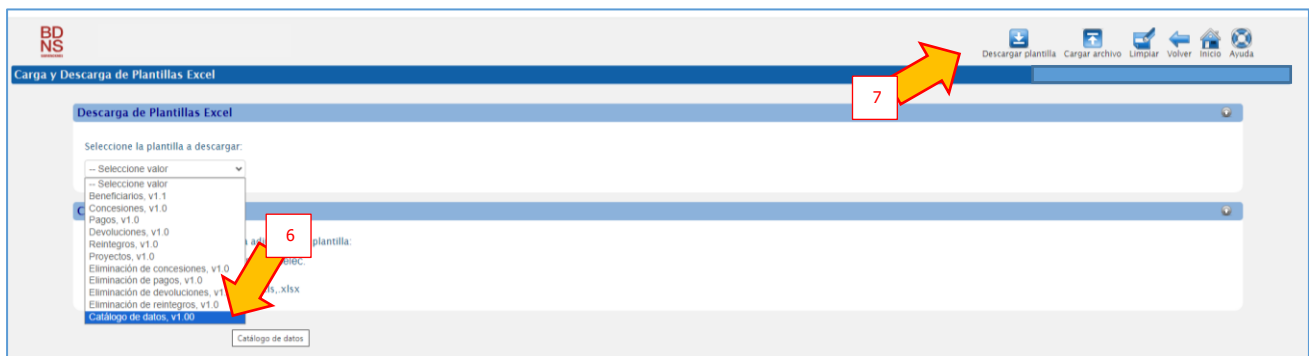 BD
NS
Descargar plantilla Cargar archivo Limpiar Volver Inicio Ayuda
7
Carga y Descarga de Plantillas Excel
Descarga de Plantillas Excel
Seleccione la plantilla a descargar:
-- Seleccione valor
-- Seleccione valor
Beneficiarios, v1.1
Concesiones, v1.0
Pagos, v1.0
C
Devoluciones, v1.0
6
Reintegros, v1.0
plantilla:
Proyectos, v1.0
Eliminación de concesiones, v1.0
Eliminación de pagos, v1.0
Eliminación de devoluciones, v1
.xlsx
Eliminación de reintegros, v1.0
Catálogo de datos, v1.00
Catálogo de datos